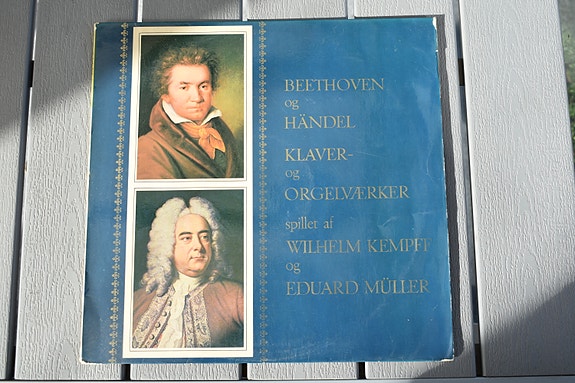 BEETHOVEN
og
HÄNDEL
KLAVER-
og
ORGELVÆRKER
spillet af
WILHELM KEMPFF
og
EDUARD MÜLLER